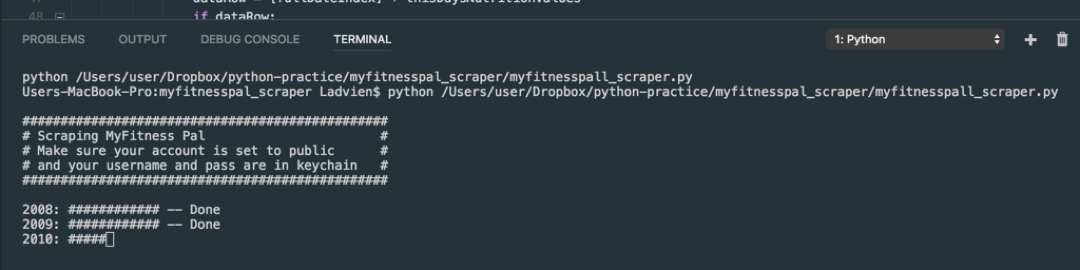 48
if dataRow:
PROBLEMS OUTPUT DEBUG CONSOLE TERMINAL 1: Python
python /Users/user/Dropbox/python-practice/myfitnesspal_scraper/myfitnesspall_scraper.py
Users-MacBook-Pro:myfitnesspal_scraper Ladvien$ python /Users/user/Dropbox/python-practice/myfitnesspal_scraper/myfitnesspall_scraper.py
################################################
# Scraping MyFitness Pal                       #
# Make sure your account is set to public      #
# and your username and pass are in keychain   #
################################################
2008: ############ -- Done
2009: ############ -- Done
2010: #####